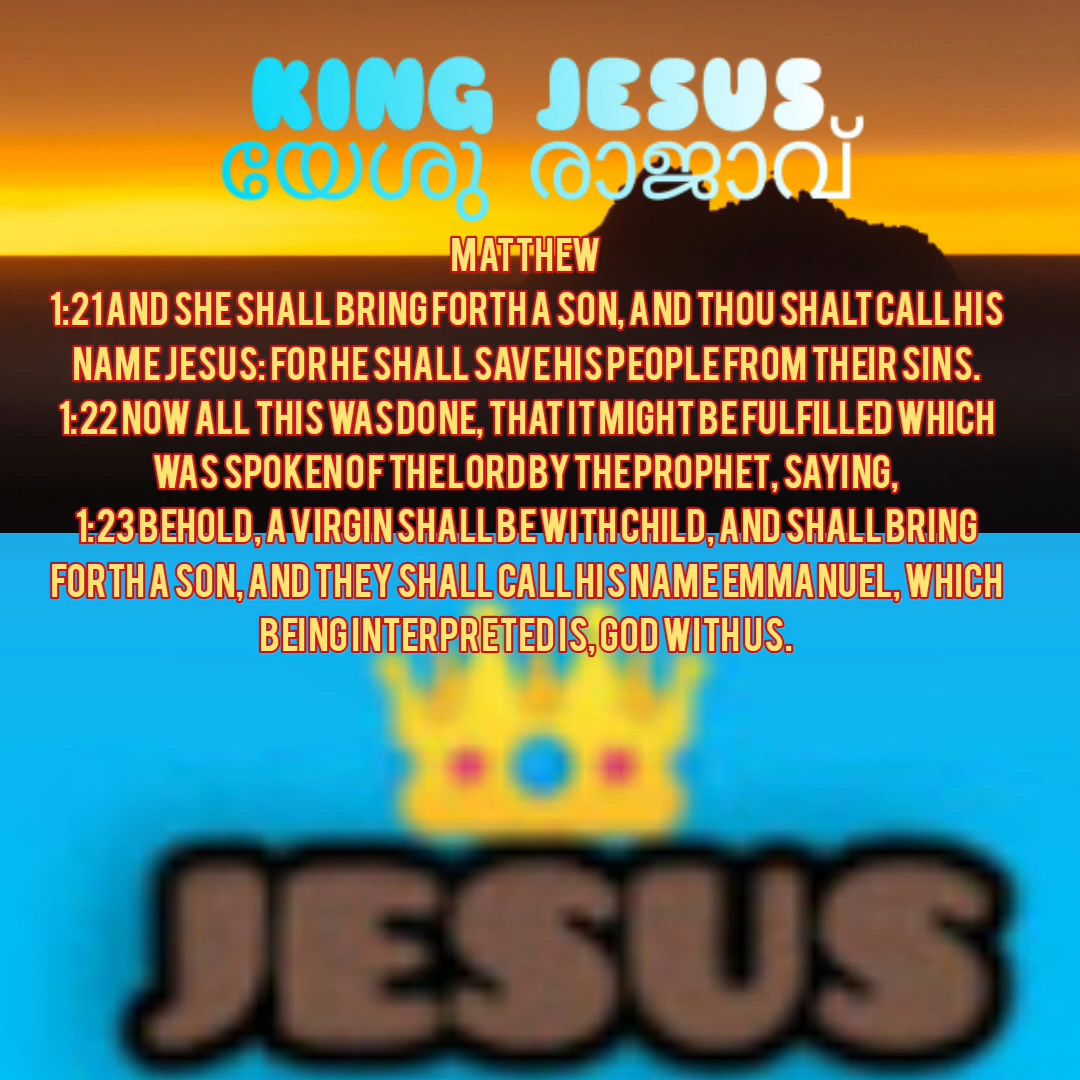 KING JESUS
യേശു രാജാവ്
MATTHEW
1:21 AND SHE SHALL BRING FORTH A SON, AND THOU SHALT CALL HIS
NAME JESUS: FOR HE SHALL SAVE HIS PEOPLE FROM THEIR SINS.
1:22 NOW ALL THIS WAS DONE, THAT IT MIGHT BE FULFILLED WHICH
WAS SPOKEN OF THE LORD BY THE PROPHET, SAYING,
1:23 BEHOLD, A VIRGIN SHALL BE WITH CHILD, AND SHALL BRING
FORTH A SON, AND THEY SHALL CALL HIS NAME EMMANUEL, WHICH
BEING INTERPRETED IS, GOD WITH US.
JESUS